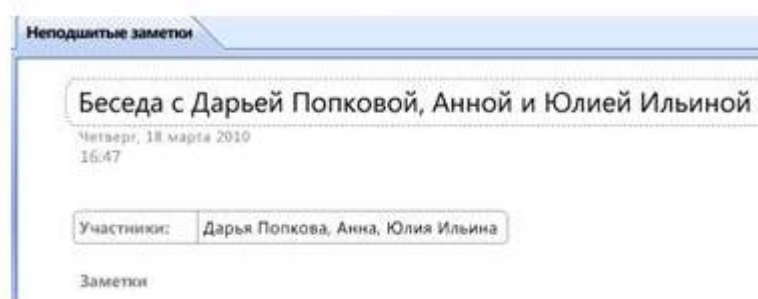 Неподшитые заметки
Беседа с Дарьей Попковой, Анной и Юлией Ильиной
Четверг, 18 марта 2010
16:47
Участники: Дарья Попкова, Анна, Юлия Ильина
Заметки